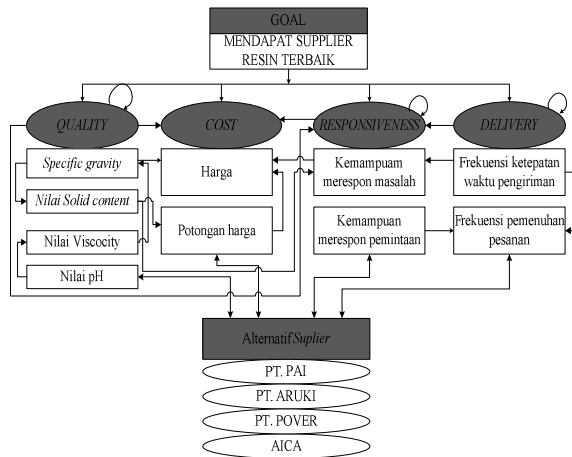 GOAL
MENDAPAT SUPPLIER
RESIN TERBAIK
QUALITY
COST
RESPONSIVENESS
DELIVERY
Specific gravity
Harga
Kemampuam
merespon masalah
Frekuensi ketepatan
waktu pengiriman
Nilai Solid content
Nilai Viscocity
Potongan harga
Kemampuan
merespon pemintaan
Frekuensi pemenuhan
pesanan
Nilai pH
Alternatif Suplier
PT. PAI
PT. ARUKI
PT. POVER
AICA